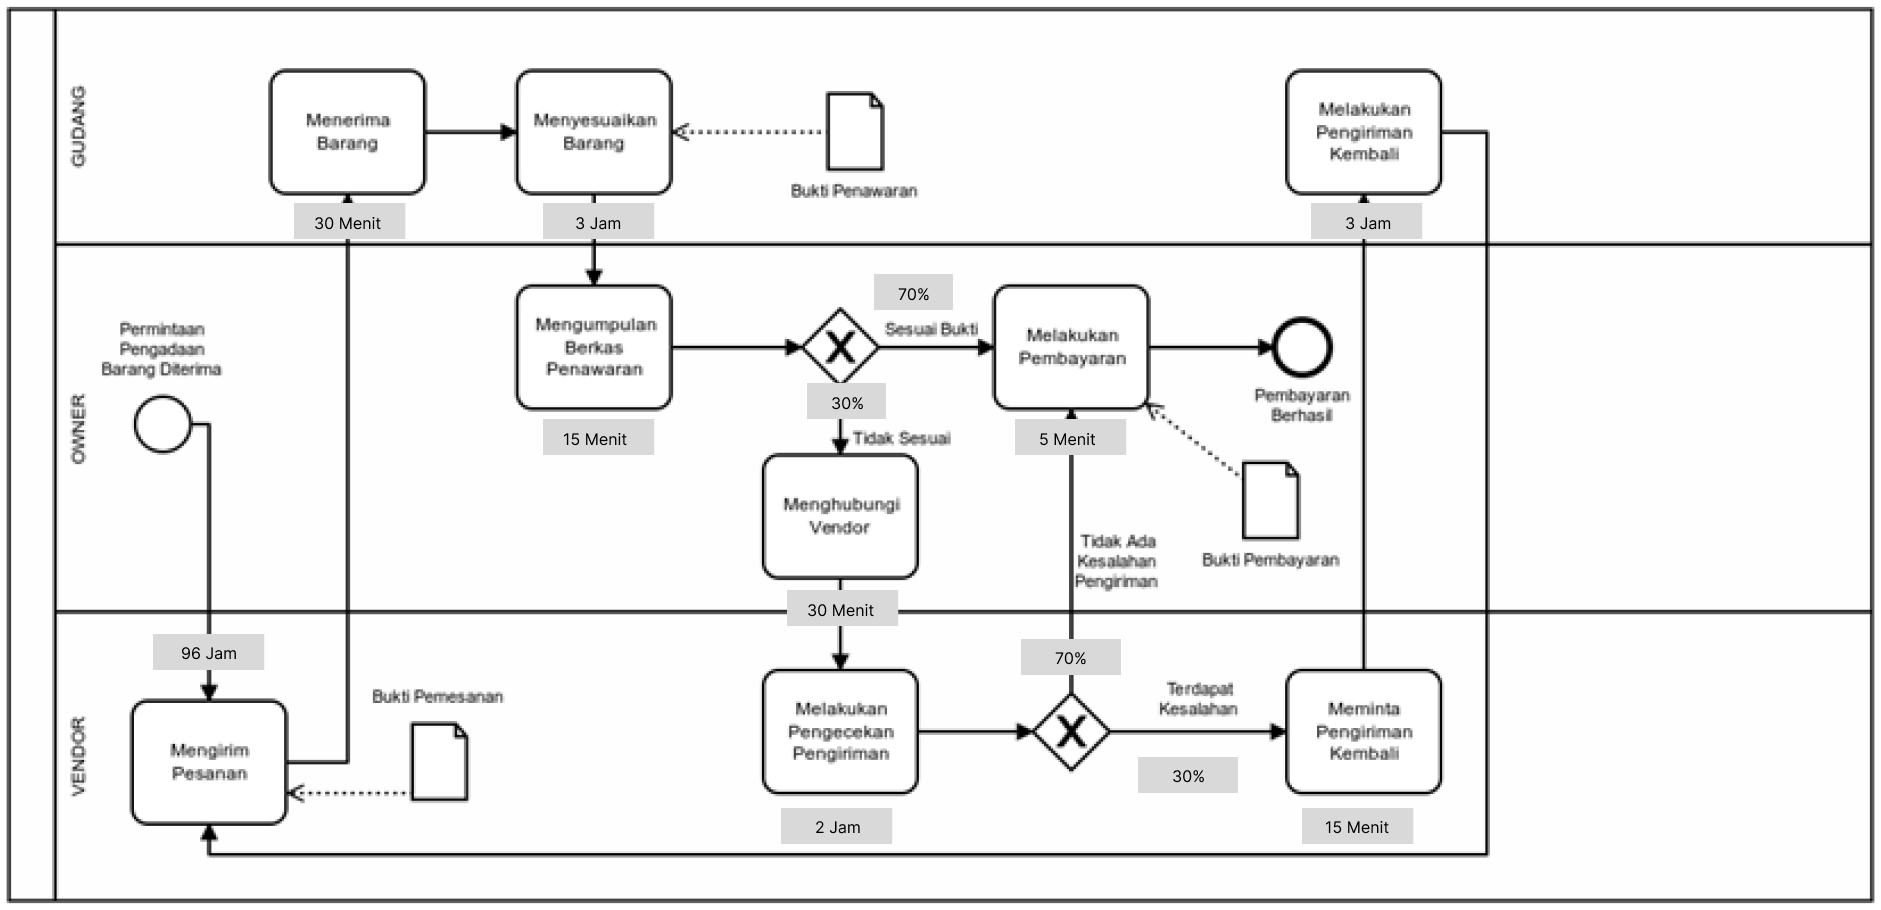 GUDANG
Menerima
Barang
30 Menit
Menyesuaikan
Barang
3 Jam
Bukti Penawaran
Melakukan
Pengiriman
Kembali
3 Jam
OWNER
Permintaan
Pengadaan
Barang Diterima
Mengumpulan
Berkas
Penawaran
15 Menit
70%
Sesuai Bukti
30%
Tidak Sesuai
Melakukan
Pembayaran
5 Menit
Pembayaran
Berhasil
Bukti Pembayaran
Menghubungi
Vendor
30 Menit
Tidak Ada
Kesalahan
Pengiriman
VENDOR
96 Jam
Mengirim
Pesanan
Bukti Pemesanan
Melakukan
Pengecekan
Pengiriman
2 Jam
70%
Terdapat
Kesalahan
30%
Meminta
Pengiriman
Kembali
15 Menit